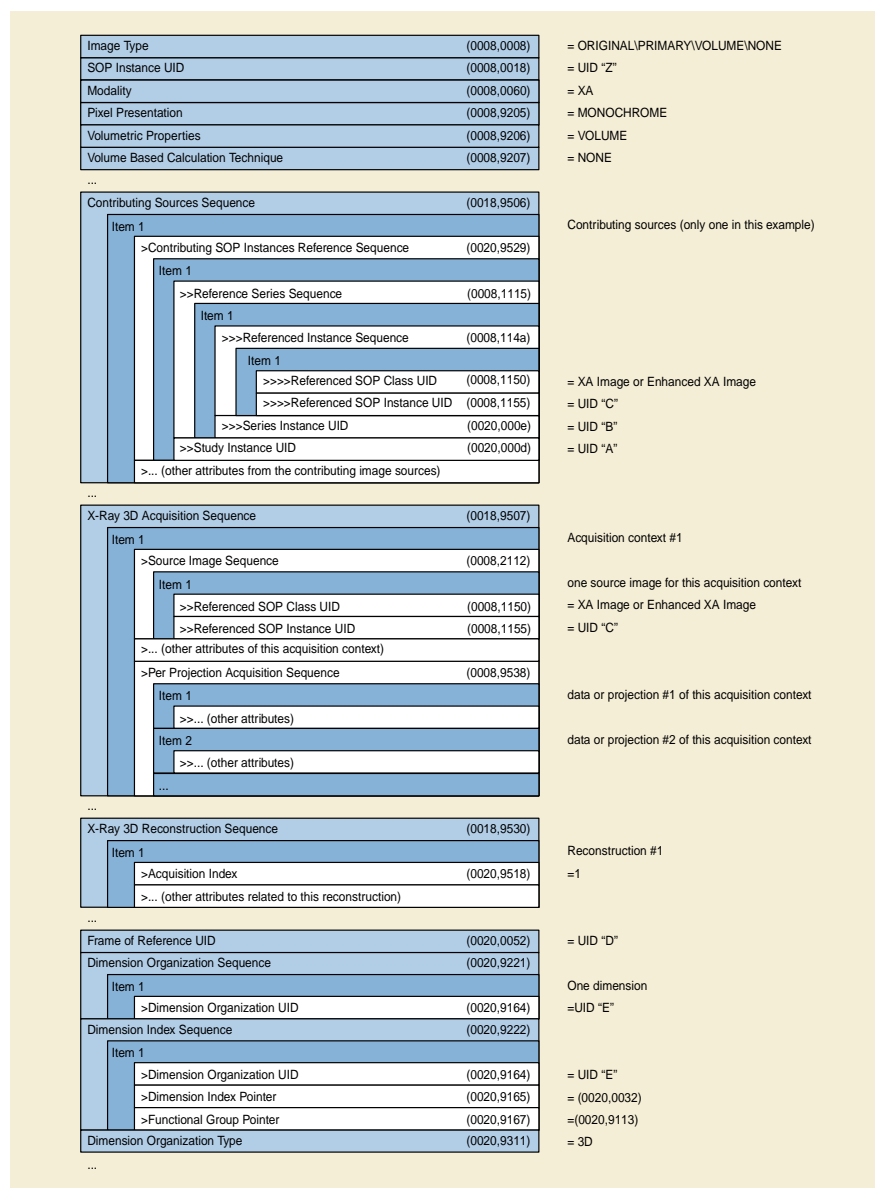 Image Type (0008,0008) = ORIGINAL\PRIMARY\VOLUME\NONE
SOP Instance UID (0008,0018) = UID “Z”
Modality (0008,0060) = XA
Pixel Presentation (0008,9205) = MONOCHROME
Volumetric Properties (0008,9206) = VOLUME
Volume Based Calculation Technique (0008,9207) = NONE
...
Contributing Sources Sequence (0018,9506)
Item 1 Contributing sources (only one in this example)
>Contributing SOP Instances Reference Sequence (0020,9529)
Item 1
>>Reference Series Sequence (0008,1115)
Item 1
>>>Referenced Instance Sequence (0008,114a)
Item 1
>>>>Referenced SOP Class UID (0008,1150) = XA Image or Enhanced XA Image
>>>>Referenced SOP Instance UID (0008,1155) = UID “C”
>>>Series Instance UID (0020,000e) = UID “B”
>>Study Instance UID (0020,000d) = UID “A”
>... (other attributes from the contributing image sources)
...
X-Ray 3D Acquisition Sequence (0018,9507)
Item 1 Acquisition context #1
>Source Image Sequence (0008,2112)
Item 1 one source image for this acquisition context
>>Referenced SOP Class UID (0008,1150) = XA Image or Enhanced XA Image
>>Referenced SOP Instance UID (0008,1155) = UID “C”
>... (other attributes of this acquisition context)
>Per Projection Acquisition Sequence (0008,9538)
Item 1 data or projection #1 of this acquisition context
>>... (other attributes)
Item 2 data or projection #2 of this acquisition context
>>... (other attributes)
...
...
X-Ray 3D Reconstruction Sequence (0018,9530)
Item 1 Reconstruction #1
>Acquisition Index (0020,9518) =1
>... (other attributes related to this reconstruction)
...
Frame of Reference UID (0020,0052) = UID “D”
Dimension Organization Sequence (0020,9221)
Item 1 One dimension
>Dimension Organization UID (0020,9164) =UID “E”
Dimension Index Sequence (0020,9222)
Item 1
>Dimension Organization UID (0020,9164) = UID “E”
>Dimension Index Pointer (0020,9165) = (0020,0032)
>Functional Group Pointer (0020,9167) =(0020,9113)
Dimension Organization Type (0020,9311) = 3D
...